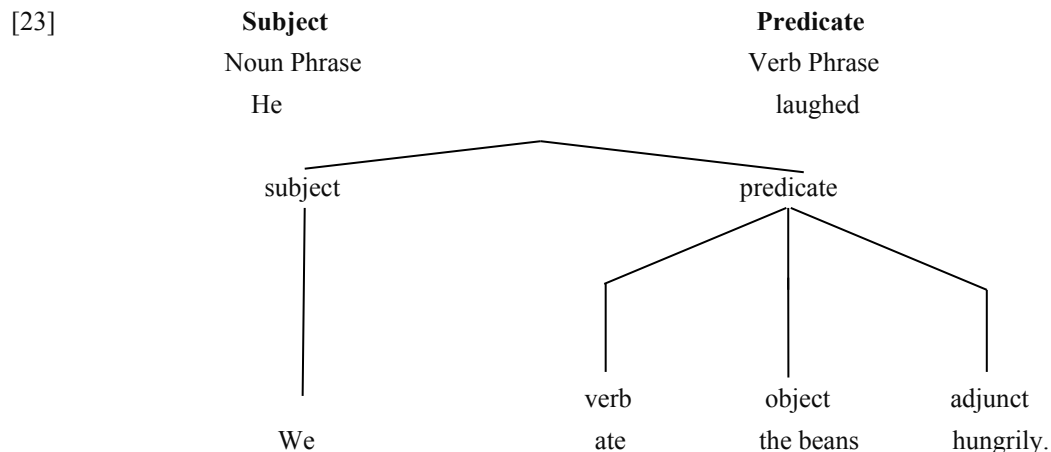 [23] Subject Predicate
Noun Phrase Verb Phrase
He laughed
subject predicate
verb object adjunct
We ate the beans hungrily.